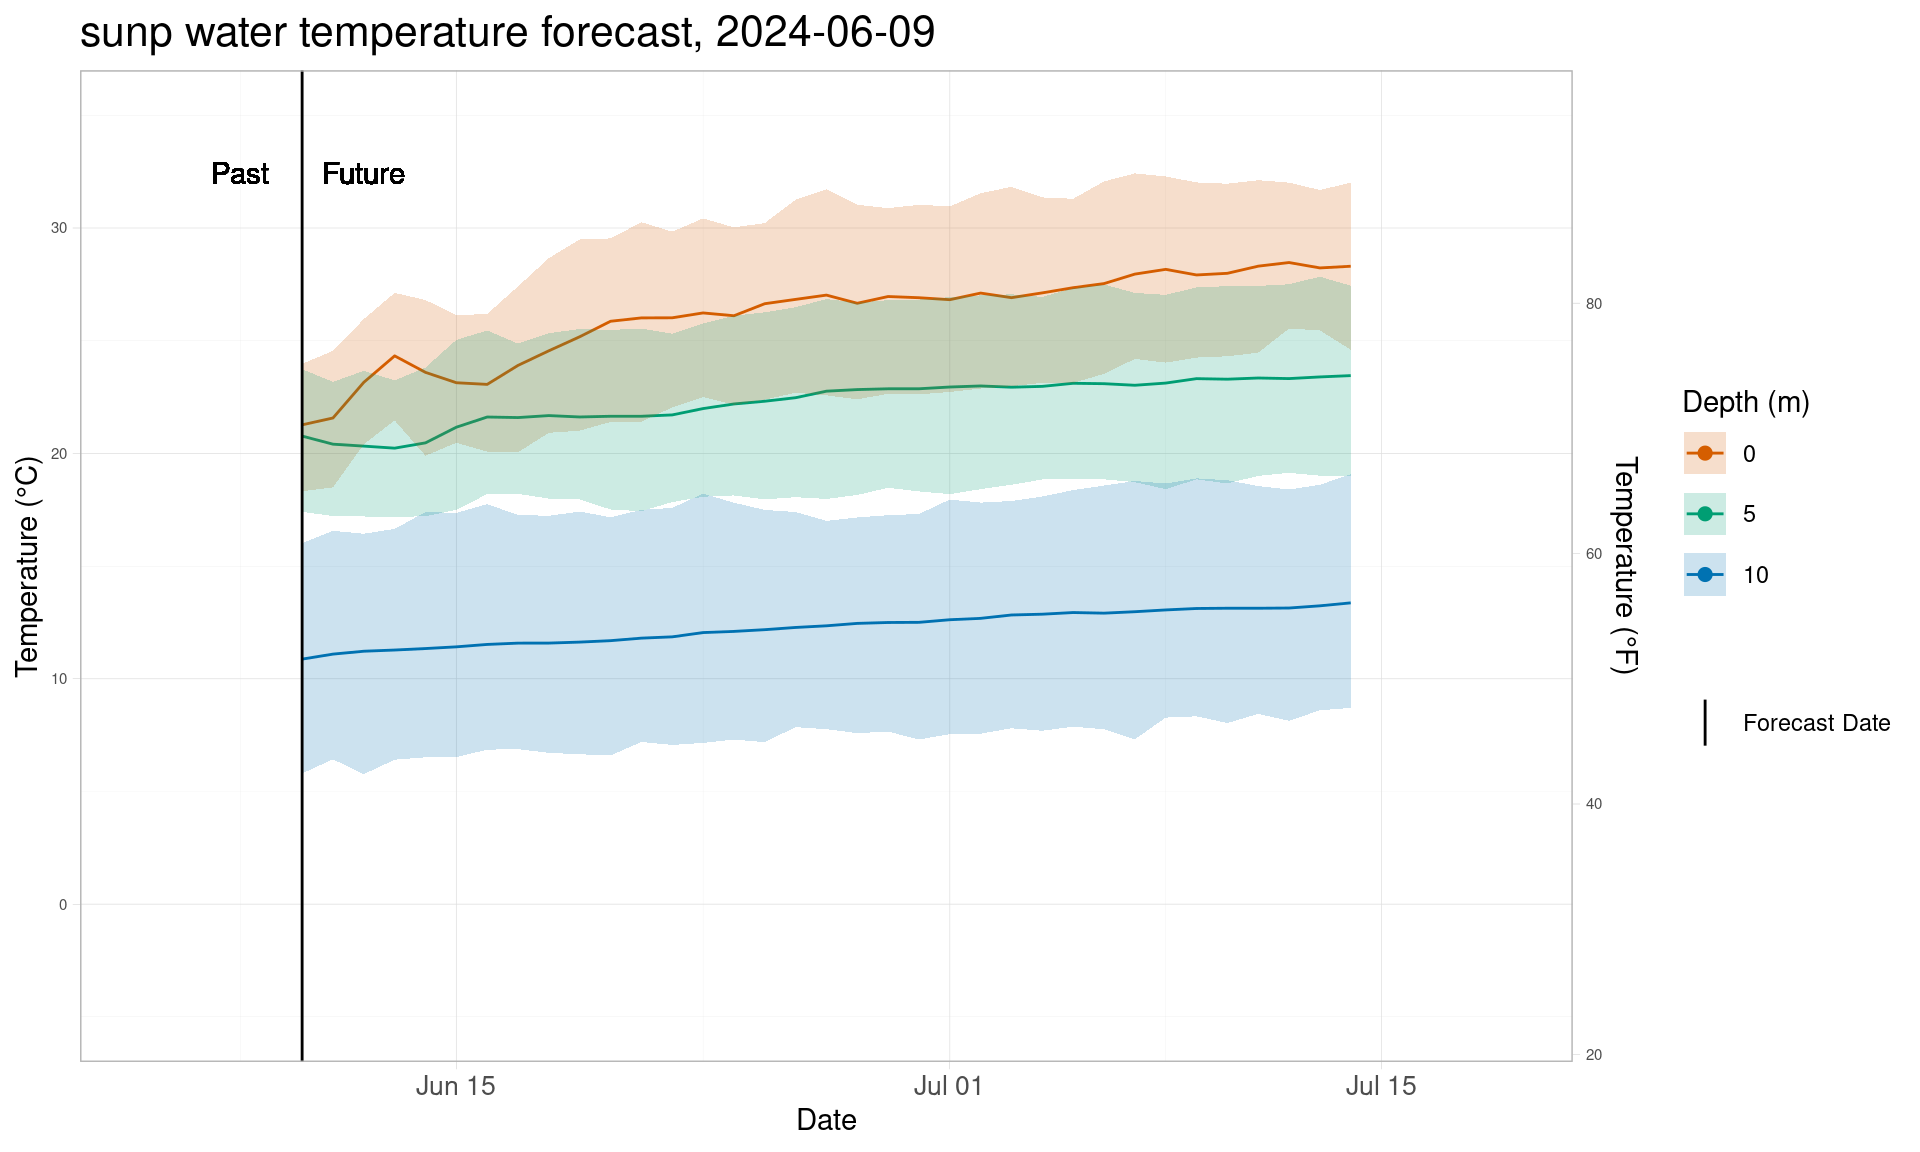 sunp water temperature forecast, 2024-06-09
Past
Future
30
20
10
0
Temperature (°C)
80
60
40
20
Temperature (°F)
Jun 15
Jul 01
Jul 15
Date
Depth (m)
0
5
10
Forecast Date